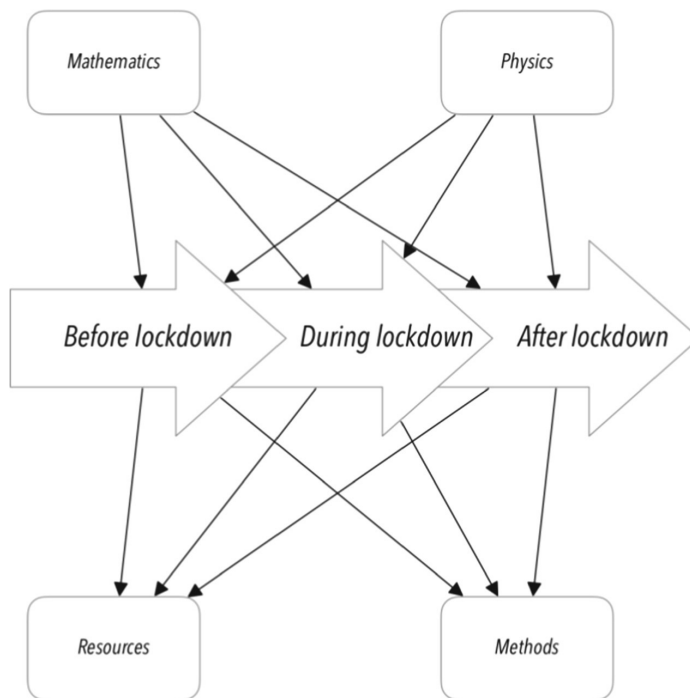 Mathematics
Physics
Before lockdown
During lockdown
After lockdown
Resources
Methods